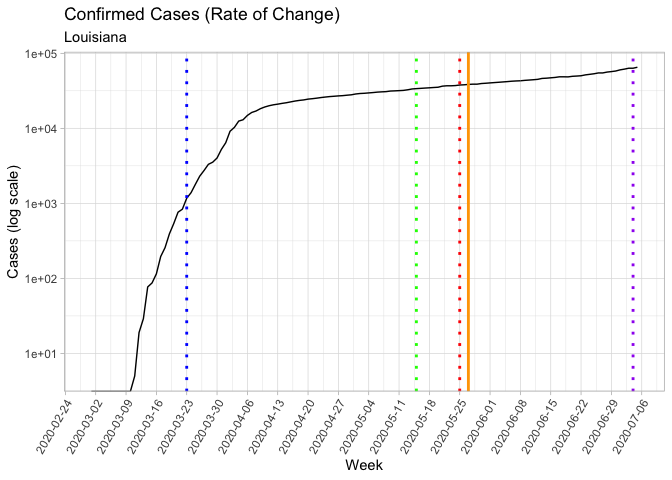 Confirmed Cases (Rate of Change)
Louisiana
1e+05
1e+04
1e+03
1e+02
1e+01
Cases (log scale)
2020-02-24
2020-03-02
2020-03-09
2020-03-16
2020-03-23
2020-03-30
2020-04-06
2020-04-13
2020-04-20
2020-04-27
2020-05-04
2020-05-11
2020-05-18
2020-05-25
2020-06-01
2020-06-08
2020-06-15
2020-06-22
2020-06-29
2020-07-06
Week